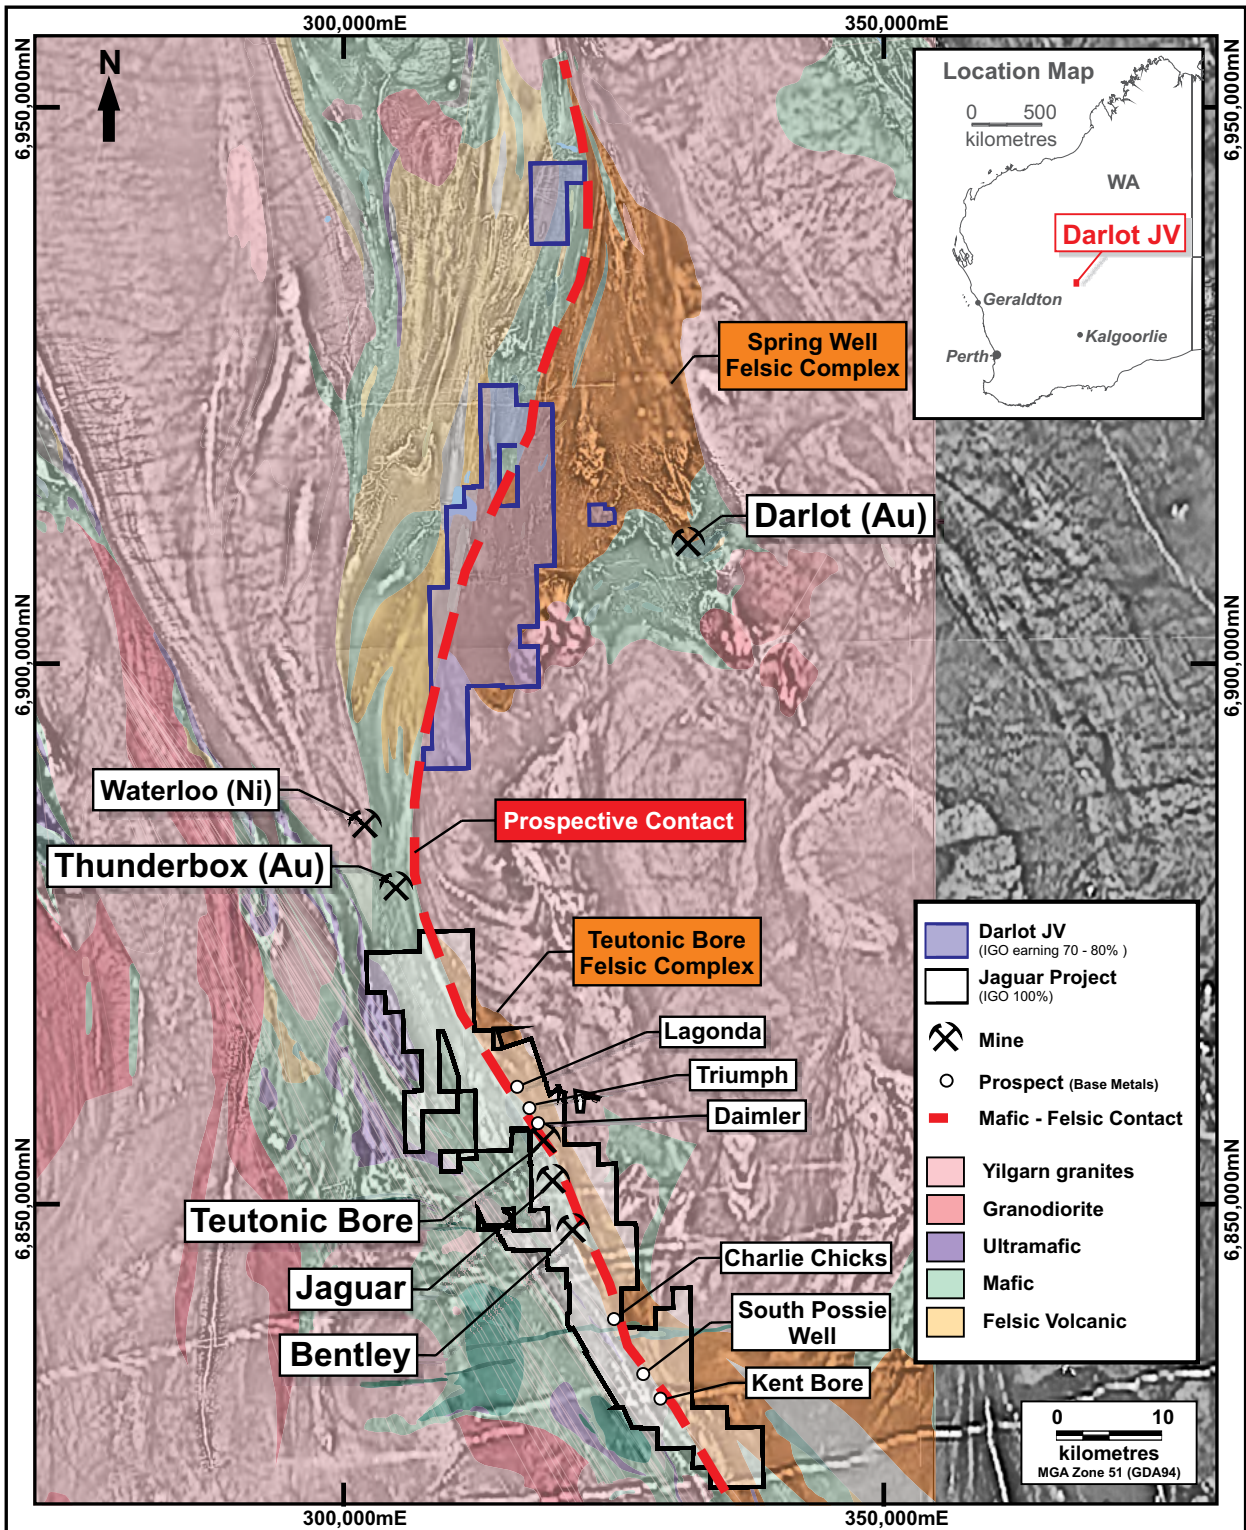 300,000mE
350,000mE
6,950,000mN
6,950,000mN
N
Location Map
0 500
kilometres
WA
Darlot JV
Geraldton
Kalgoorlie
Perth
Spring Well
Felsic Complex
Darlot (Au)
6,900,000mN
6,900,000mN
Waterloo (Ni)
Prospective Contact
Thunderbox (Au)
Teutonic Bore
Felsic Complex
Lagonda
Triumph
Daimler
Teutonic Bore
Jaguar
Bentley
Charlie Chicks
South Possie
Well
Kent Bore
6,850,000mN
6,850,000mN
Darlot JV
(IGO earning 70 - 80% )
Jaguar Project
(IGO 100%)
Mine
Prospect (Base Metals)
Mafic - Felsic Contact
Yilgarn granites
Granodiorite
Ultramafic
Mafic
Felsic Volcanic
0 10
kilometres
MGA Zone 51 (GDA94)
300,000mE
350,000mE